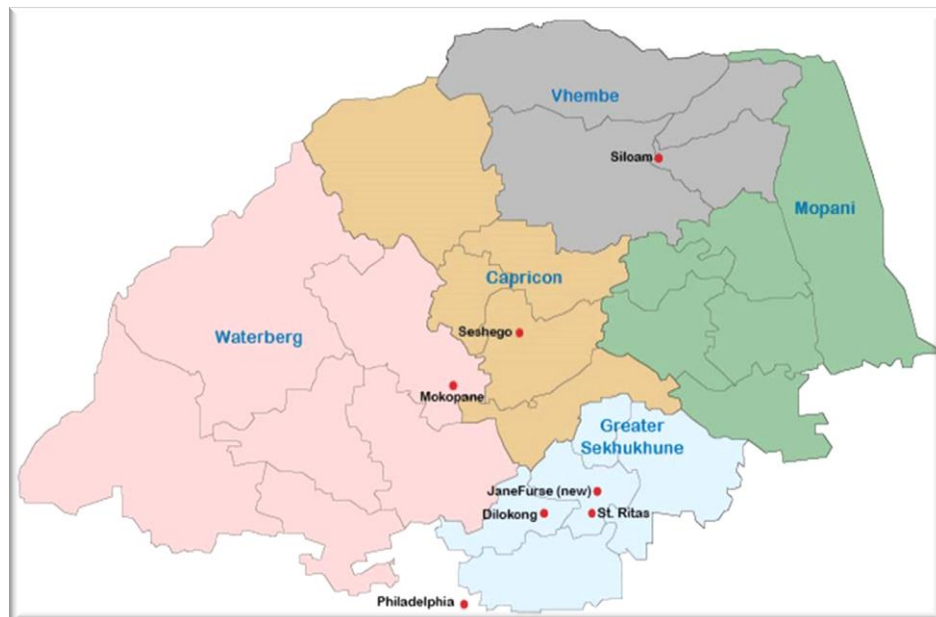 Vhembe
Siloam
Mopani
Capricon
Waterberg
Seshego
Mokopane
Greater
Sekhukhune
JaneFurse (new)
Dilokong
St. Ritas
Philadelphia